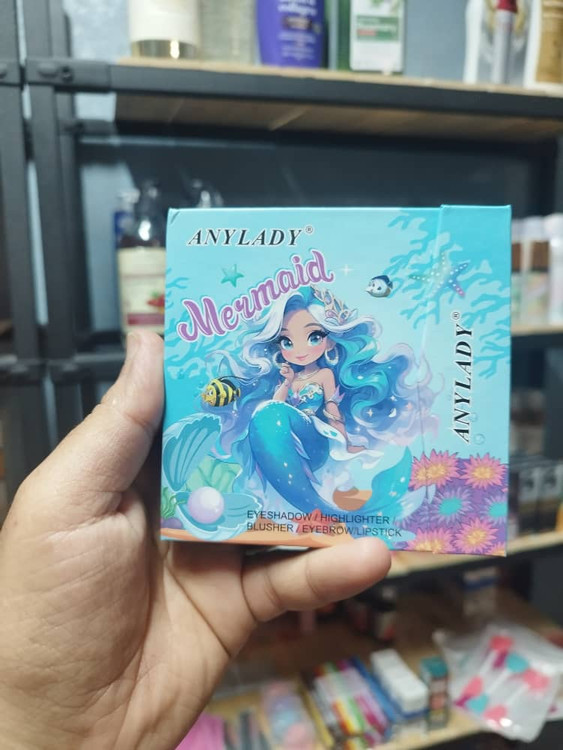 ANYLADY®
Mermaid
ANYLADY®
EYESHADOW / HIGHLIGHTER /
BLUSHER / EYEBROW/LIPSTICK